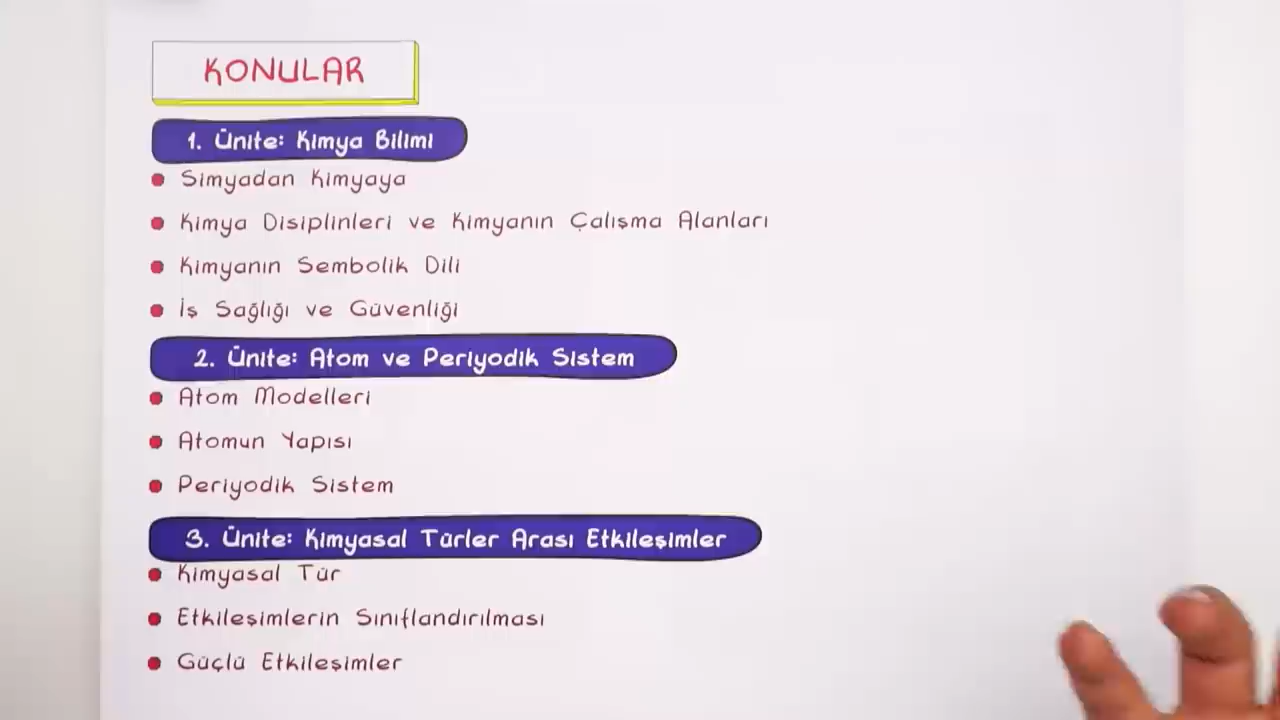 KONULAR
1. Ünite: Kimya Bilimi
Simyadan Kimyaya
Kimya Disiplinleri ve Kimyanın Çalışma Alanları
Kimyanın Sembolik Dili
İş Sağlığı ve Güvenliği
2. Ünite: Atom ve Periyodik Sistem
Atom Modelleri
Atomun Yapısı
Periyodik Sistem
3. Ünite: Kimyasal Türler Arası Etkileşimler
Kimyasal Tür
Etkileşimlerin Sınıflandırılması
Güçlü Etkileşimler